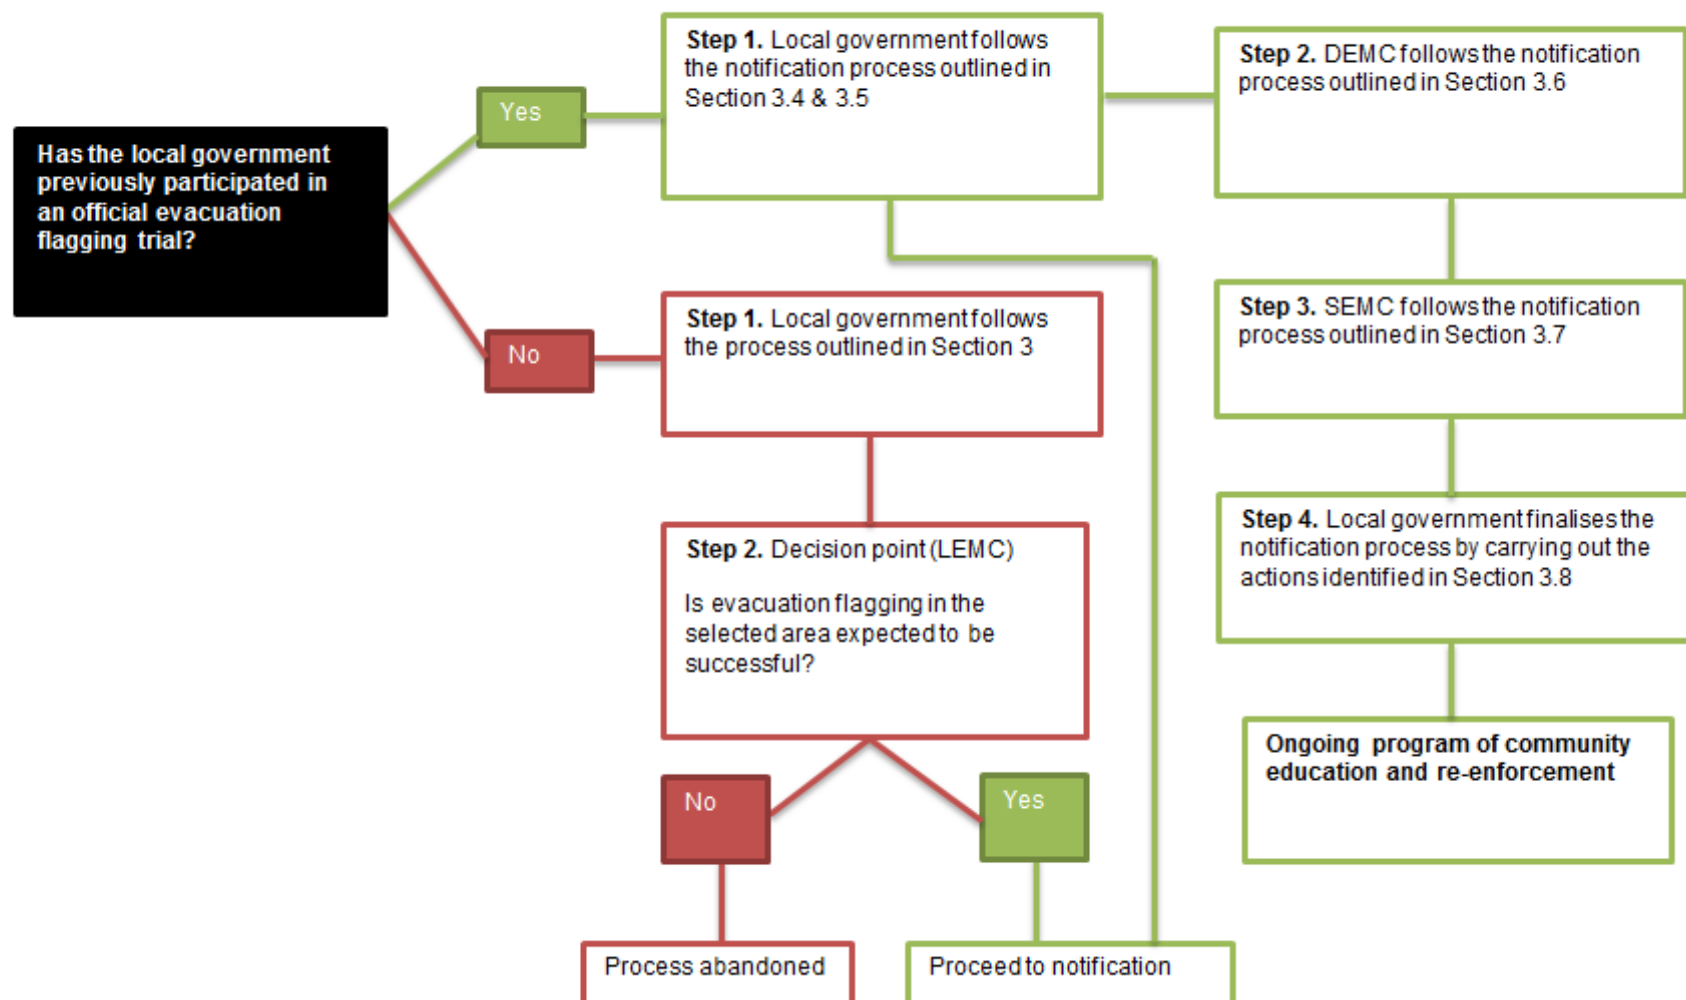 Has the local government
previously participated in
an official evacuation
flagging trial?
Yes
No
Step 1. Local government follows
the notification process outlined in
Section 3.4 & 3.5
Step 2. DEMC follows the notification
process outlined in Section 3.6
Step 3. SEMC follows the notification
process outlined in Section 3.7
Step 4. Local government finalises the
notification process by carrying out the
actions identified in Section 3.8
Ongoing program of community
education and re-enforcement
Step 1. Local government follows
the process outlined in Section 3
Step 2. Decision point (LEMC)
Is evacuation flagging in the
selected area expected to be
successful?
No
Yes
Process abandoned
Proceed to notification